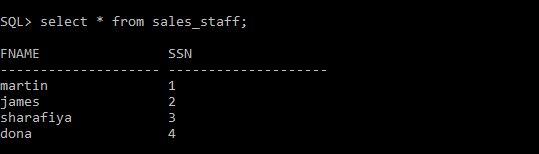 SQL> select * from sales_staff;
FNAME SSN
-------------------- --------------------
martin 1
james 2
sharafiya 3
dona 4